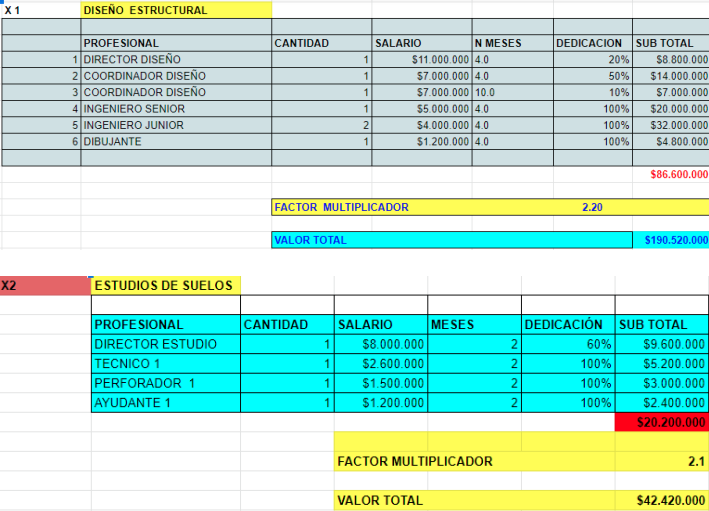 X 1 DISEÑO ESTRUCTURAL
PROFESIONAL CANTIDAD SALARIO N MESES DEDICACION SUB TOTAL
1 DIRECTOR DISEÑO 1 $11.000.000 4.0 20% $8.800.000
2 COORDINADOR DISEÑO 1 $7.000.000 4.0 50% $14.000.000
3 COORDINADOR DISEÑO 1 $7.000.000 10.0 10% $7.000.000
4 INGENIERO SENIOR 1 $5.000.000 4.0 100% $20.000.000
5 INGENIERO JUNIOR 2 $4.000.000 4.0 100% $32.000.000
6 DIBUJANTE 1 $1.200.000 4.0 100% $4.800.000
$86.600.000
FACTOR MULTIPLICADOR 2.20
VALOR TOTAL $190.520.000
X2 ESTUDIOS DE SUELOS
PROFESIONAL CANTIDAD SALARIO MESES DEDICACIÓN SUB TOTAL
DIRECTOR ESTUDIO 1 $8.000.000 2 60% $9.600.000
TECNICO 1 1 $2.600.000 2 100% $5.200.000
PERFORADOR 1 1 $1.500.000 2 100% $3.000.000
AYUDANTE 1 1 $1.200.000 2 100% $2.400.000
$20.200.000
FACTOR MULTIPLICADOR 2.1
VALOR TOTAL $42.420.000